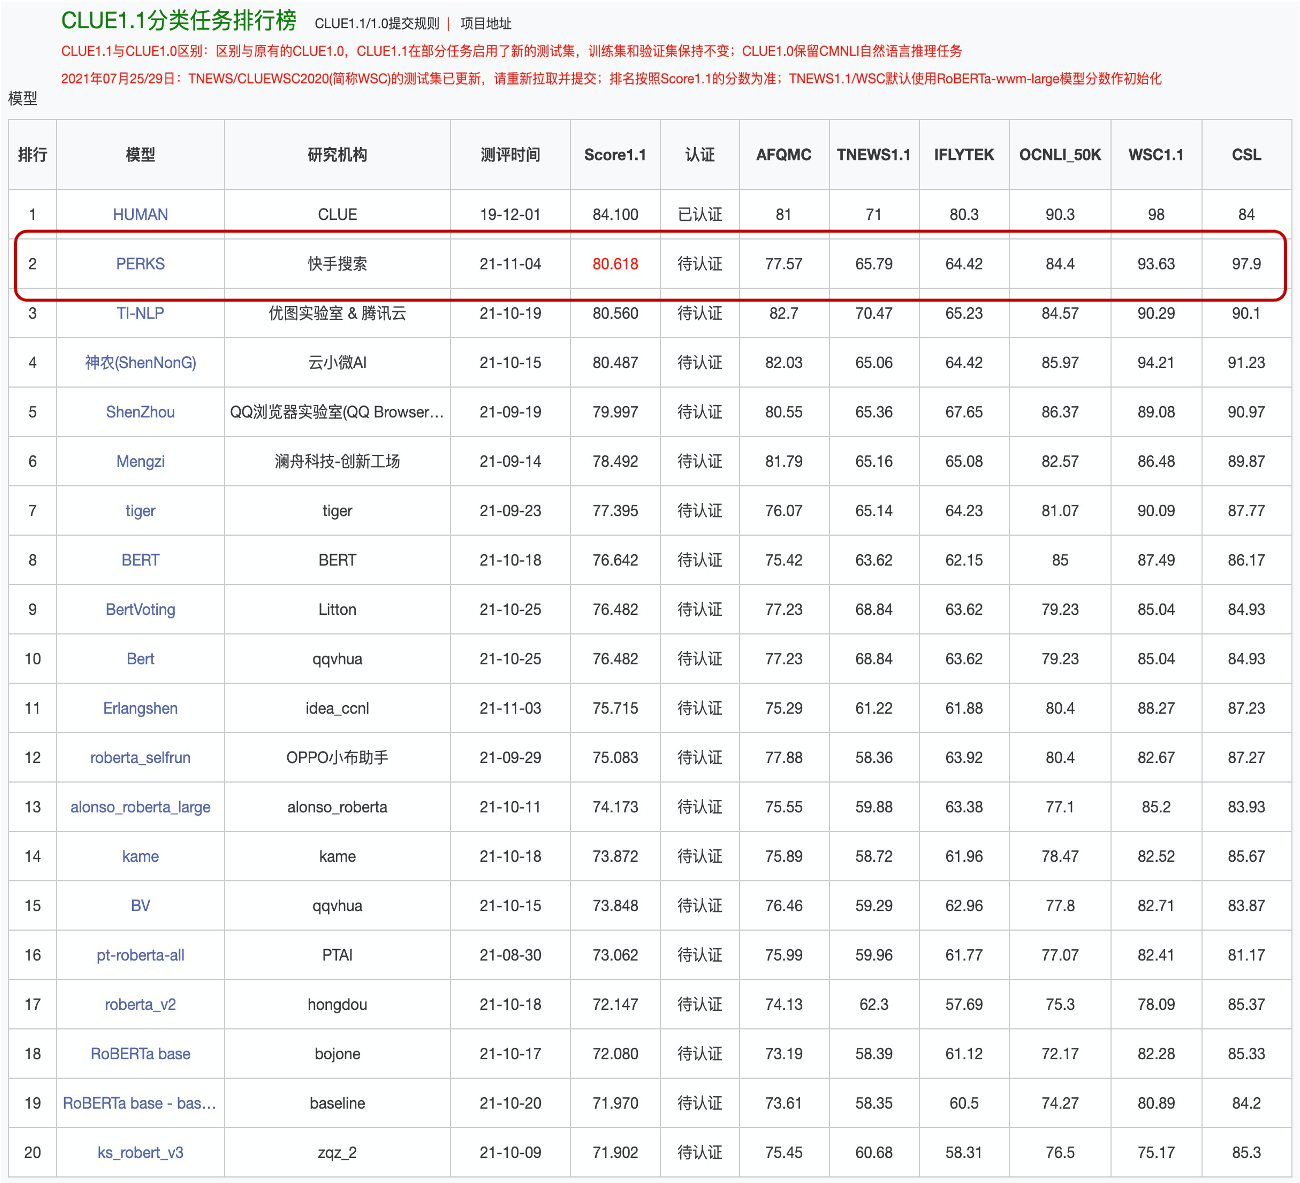 CLUE1.1分类任务排行榜 CLUE1.1/1.0提交规则 | 项目地址
CLUE1.1与CLUE1.0区别：区别与原有的CLUE1.0，CLUE1.1在部分任务启用了新的测试集，训练集和验证集保持不变；CLUE1.0保留CMNLI自然语言推理任务
2021年07月25/29日：TNEWS/CLUEWSC2020(简称WSC)的测试集已更新，请重新拉取并提交；排名按照Score1.1的分数为准；TNEWS1.1/WSC默认使用RoBERTa-wwm-large模型分数作初始化
模型
排行 模型 研究机构 测评时间 Score1.1 认证 AFQMC TNEWS1.1 IFLYTEK OCNLI_50K WSC1.1 CSL
1 HUMAN CLUE 19-12-01 84.100 已认证 81 71 80.3 90.3 98 84
2 PERKS 快手搜索 21-11-04 80.618 待认证 77.57 65.79 64.42 84.4 93.63 97.9
3 TI-NLP 优图实验室 & 腾讯云 21-10-19 80.560 待认证 82.7 70.47 65.23 84.57 90.29 90.1
4 神农(ShenNonG) 云小微AI 21-10-15 80.487 待认证 82.03 65.06 64.42 85.97 94.21 91.23
5 ShenZhou QQ浏览器实验室(QQ Browser... 21-09-19 79.997 待认证 80.55 65.36 67.65 86.37 89.08 90.97
6 Mengzi 澜舟科技-创新工场 21-09-14 78.492 待认证 81.79 65.16 65.08 82.57 86.48 89.87
7 tiger tiger 21-09-23 77.395 待认证 76.07 65.14 64.23 81.07 90.09 87.77
8 BERT BERT 21-10-18 76.642 待认证 75.42 63.62 62.15 85 87.49 86.17
9 BertVoting Litton 21-10-25 76.482 待认证 77.23 68.84 63.62 79.23 85.04 84.93
10 Bert qqvhua 21-10-25 76.482 待认证 77.23 68.84 63.62 79.23 85.04 84.93
11 Erlangshen idea_ccnl 21-11-03 75.715 待认证 75.29 61.22 61.88 80.4 88.27 87.23
12 roberta_selfrun OPPO小布助手 21-09-29 75.083 待认证 77.88 58.36 63.92 80.4 82.67 87.27
13 alonso_roberta_large alonso_roberta 21-10-11 74.173 待认证 75.55 59.88 63.38 77.1 85.2 83.93
14 kame kame 21-10-18 73.872 待认证 75.89 58.72 61.96 78.47 82.52 85.67
15 BV qqvhua 21-10-15 73.848 待认证 76.46 59.29 62.96 77.8 82.71 83.87
16 pt-roberta-all PTAI 21-08-30 73.062 待认证 75.99 59.96 61.77 77.07 82.41 81.17
17 roberta_v2 hongdou 21-10-18 72.147 待认证 74.13 62.3 57.69 75.3 78.09 85.37
18 RoBERTa base bojone 21-10-17 72.080 待认证 73.19 58.39 61.12 72.17 82.28 85.33
19 RoBERTa base - bas... baseline 21-10-20 71.970 待认证 73.61 58.35 60.5 74.27 80.89 84.2
20 ks_robert_v3 zqz_2 21-10-09 71.902 待认证 75.45 60.68 58.31 76.5 75.17 85.3